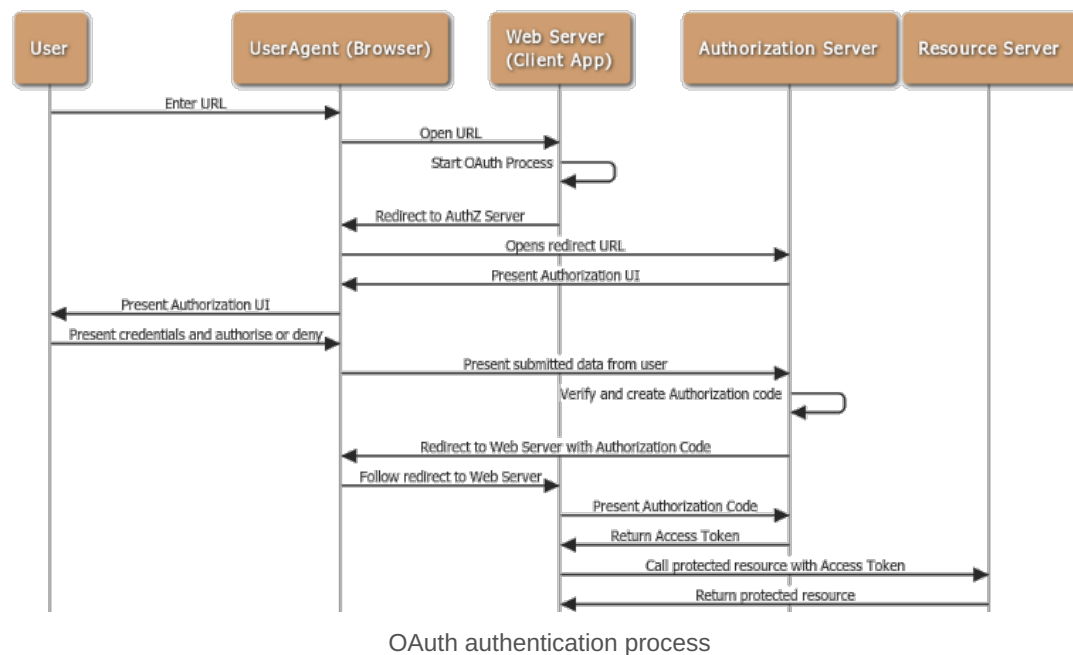 User
UserAgent (Browser)
Web Server
(Client App)
Authorization Server
Resource Server
Enter URL
Open URL
Start OAuth Process
Redirect to AuthZ Server
Opens redirect URL
Present Authorization UI
Present Authorization UI
Present credentials and authorise or deny
Present submitted data from user
Verify and create Authorization code
Redirect to Web Server with Authorization Code
Follow redirect to Web Server
Present Authorization Code
Return Access Token
Call protected resource with Access Token
Return protected resource
OAuth authentication process